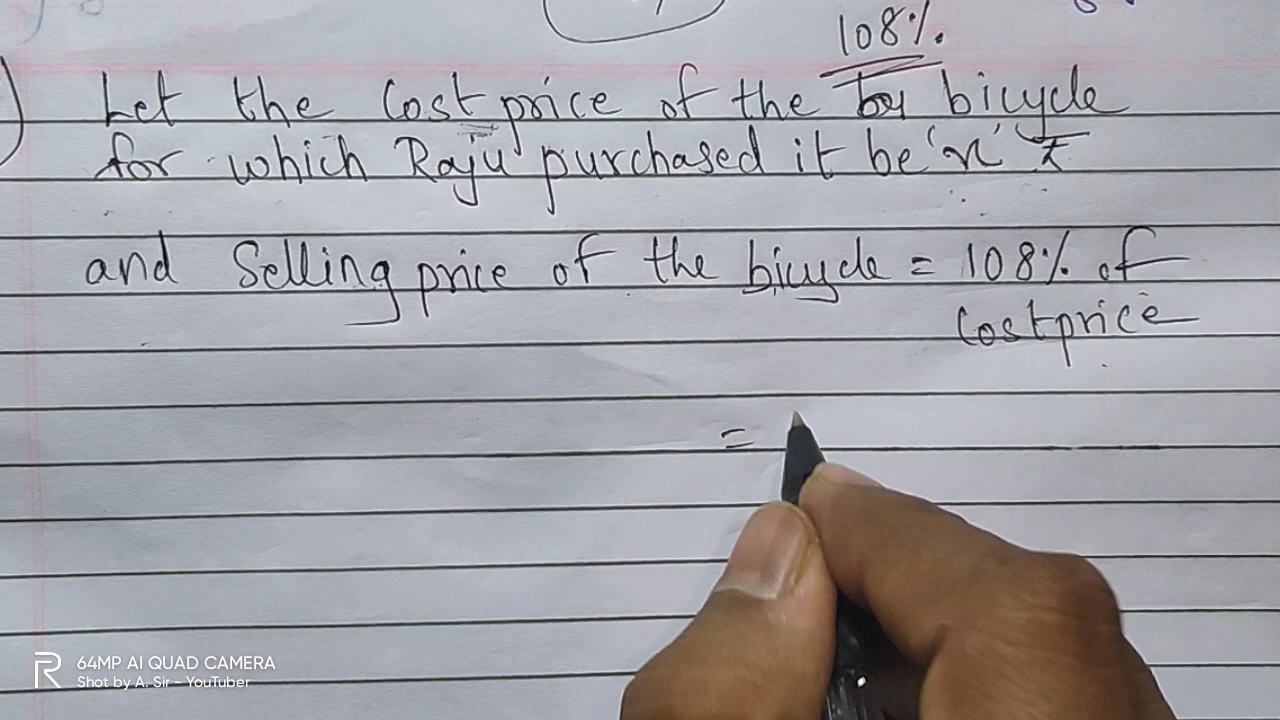 108%.
Let the Cost price of the bicycle
for which Raju purchased it be 'x' ₹
and Selling price of the bicycle = 108% of
Cost price
=
64MP AI QUAD CAMERA
Shot by A. Sir - YouTuber